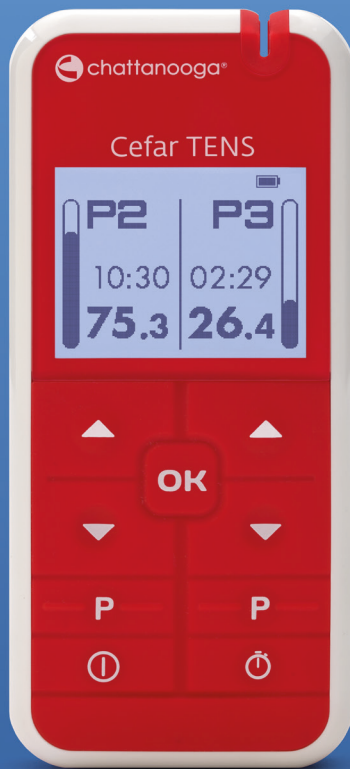 chattanooga®
Cefar TENS
P2 P3
10:30 02:29
75.3 26.4
OK
P P